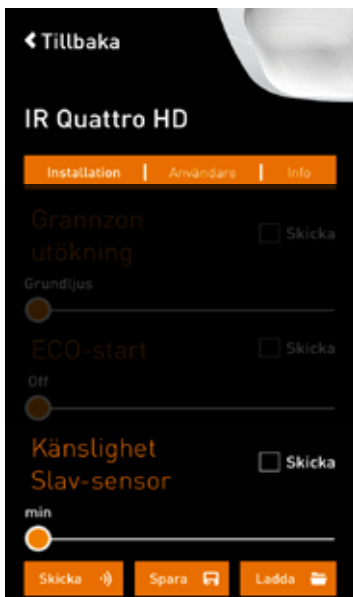 Tillbaka
IR Quattro HD
Installation Användare Info
Grannzon
utökning
Skicka
Grundljus
ECO-start
Skicka
Off
Känslighet
Slav-sensor
Skicka
min
Skicka Spara Ladda